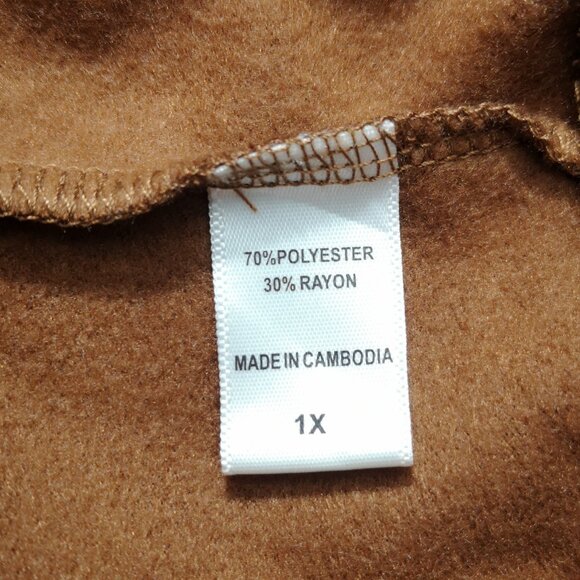 70%POLYESTER
30% RAYON
MADE IN CAMBODIA
1X